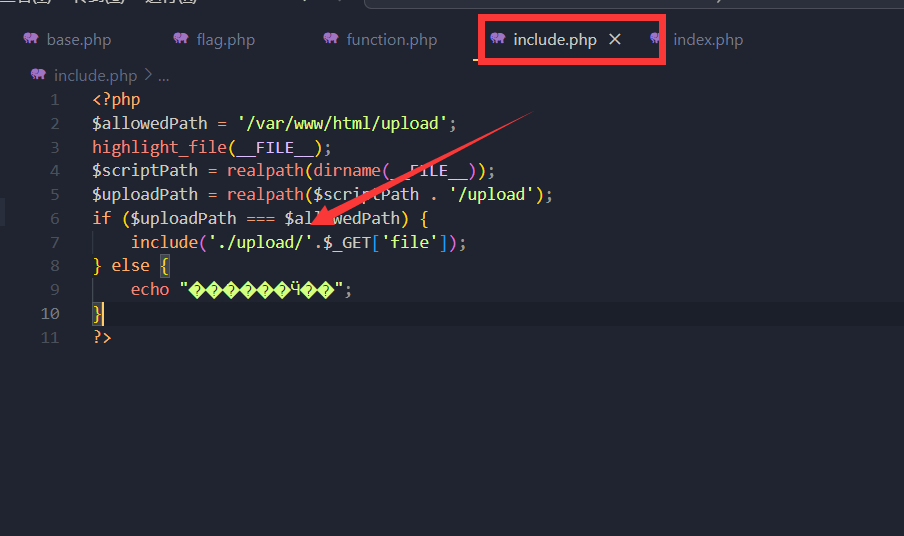 base.php flag.php function.php include.php × index.php
include.php > ...
1 <?php
2 $allowedPath = '/var/www/html/upload';
3 highlight_file(__FILE__);
4 $scriptPath = realpath(dirname(__FILE__));
5 $uploadPath = realpath($scriptPath . '/upload');
6 if ($uploadPath === $allowedPath) {
7 include('./upload/'.$_GET['file']);
8 } else {
9 echo "������Ӵ��";
10 }
11 ?>